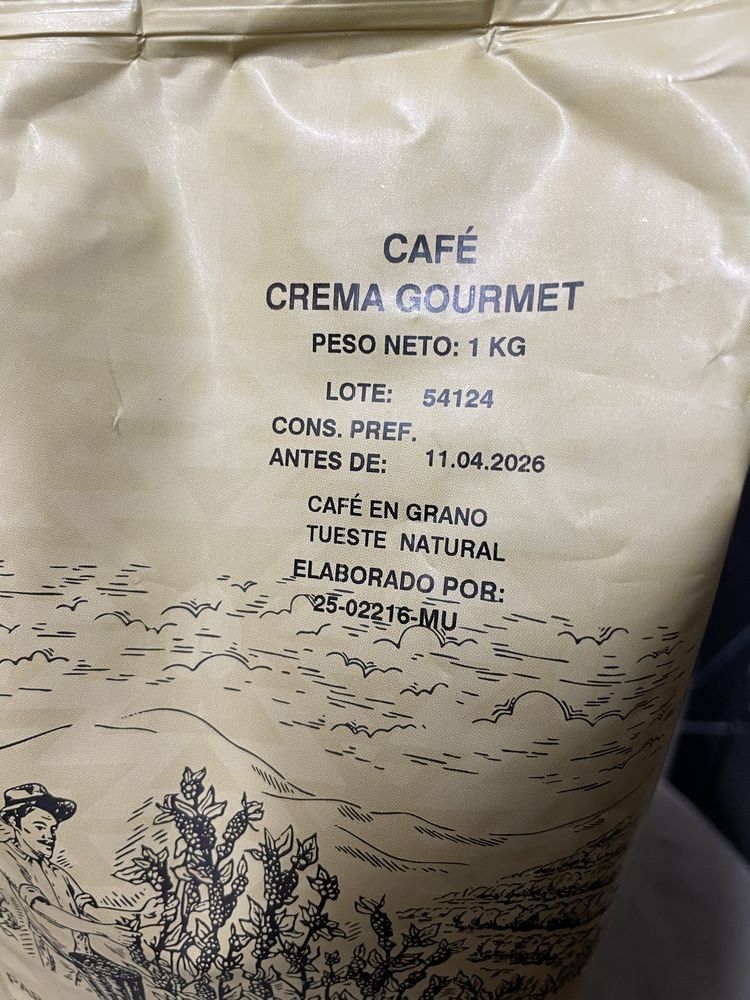 CAFÉ
CREMA GOURMET
PESO NETO: 1 KG
LOTE: 54124
CONS. PREF.
ANTES DE: 11.04.2026
CAFÉ EN GRANO
TUESTE NATURAL
ELABORADO POR:
25-02216-MU